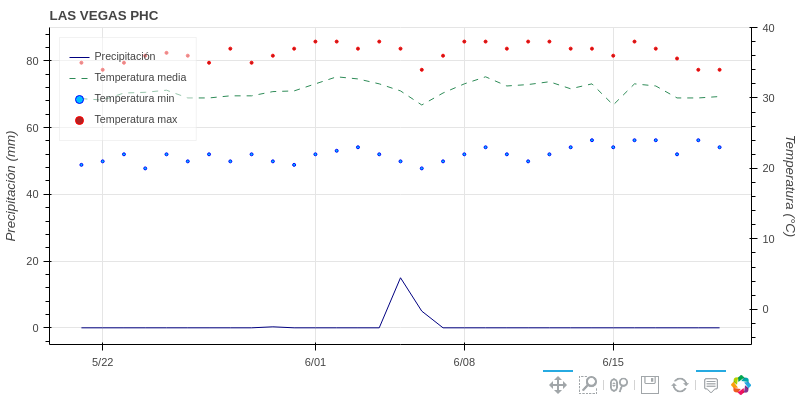 LAS VEGAS PHC
Precipitación
Temperatura media
Temperatura min
Temperatura max
Precipitación (mm)
80
60
40
20
0
Temperatura (°C)
40
30
20
10
0
5/22
6/01
6/08
6/15